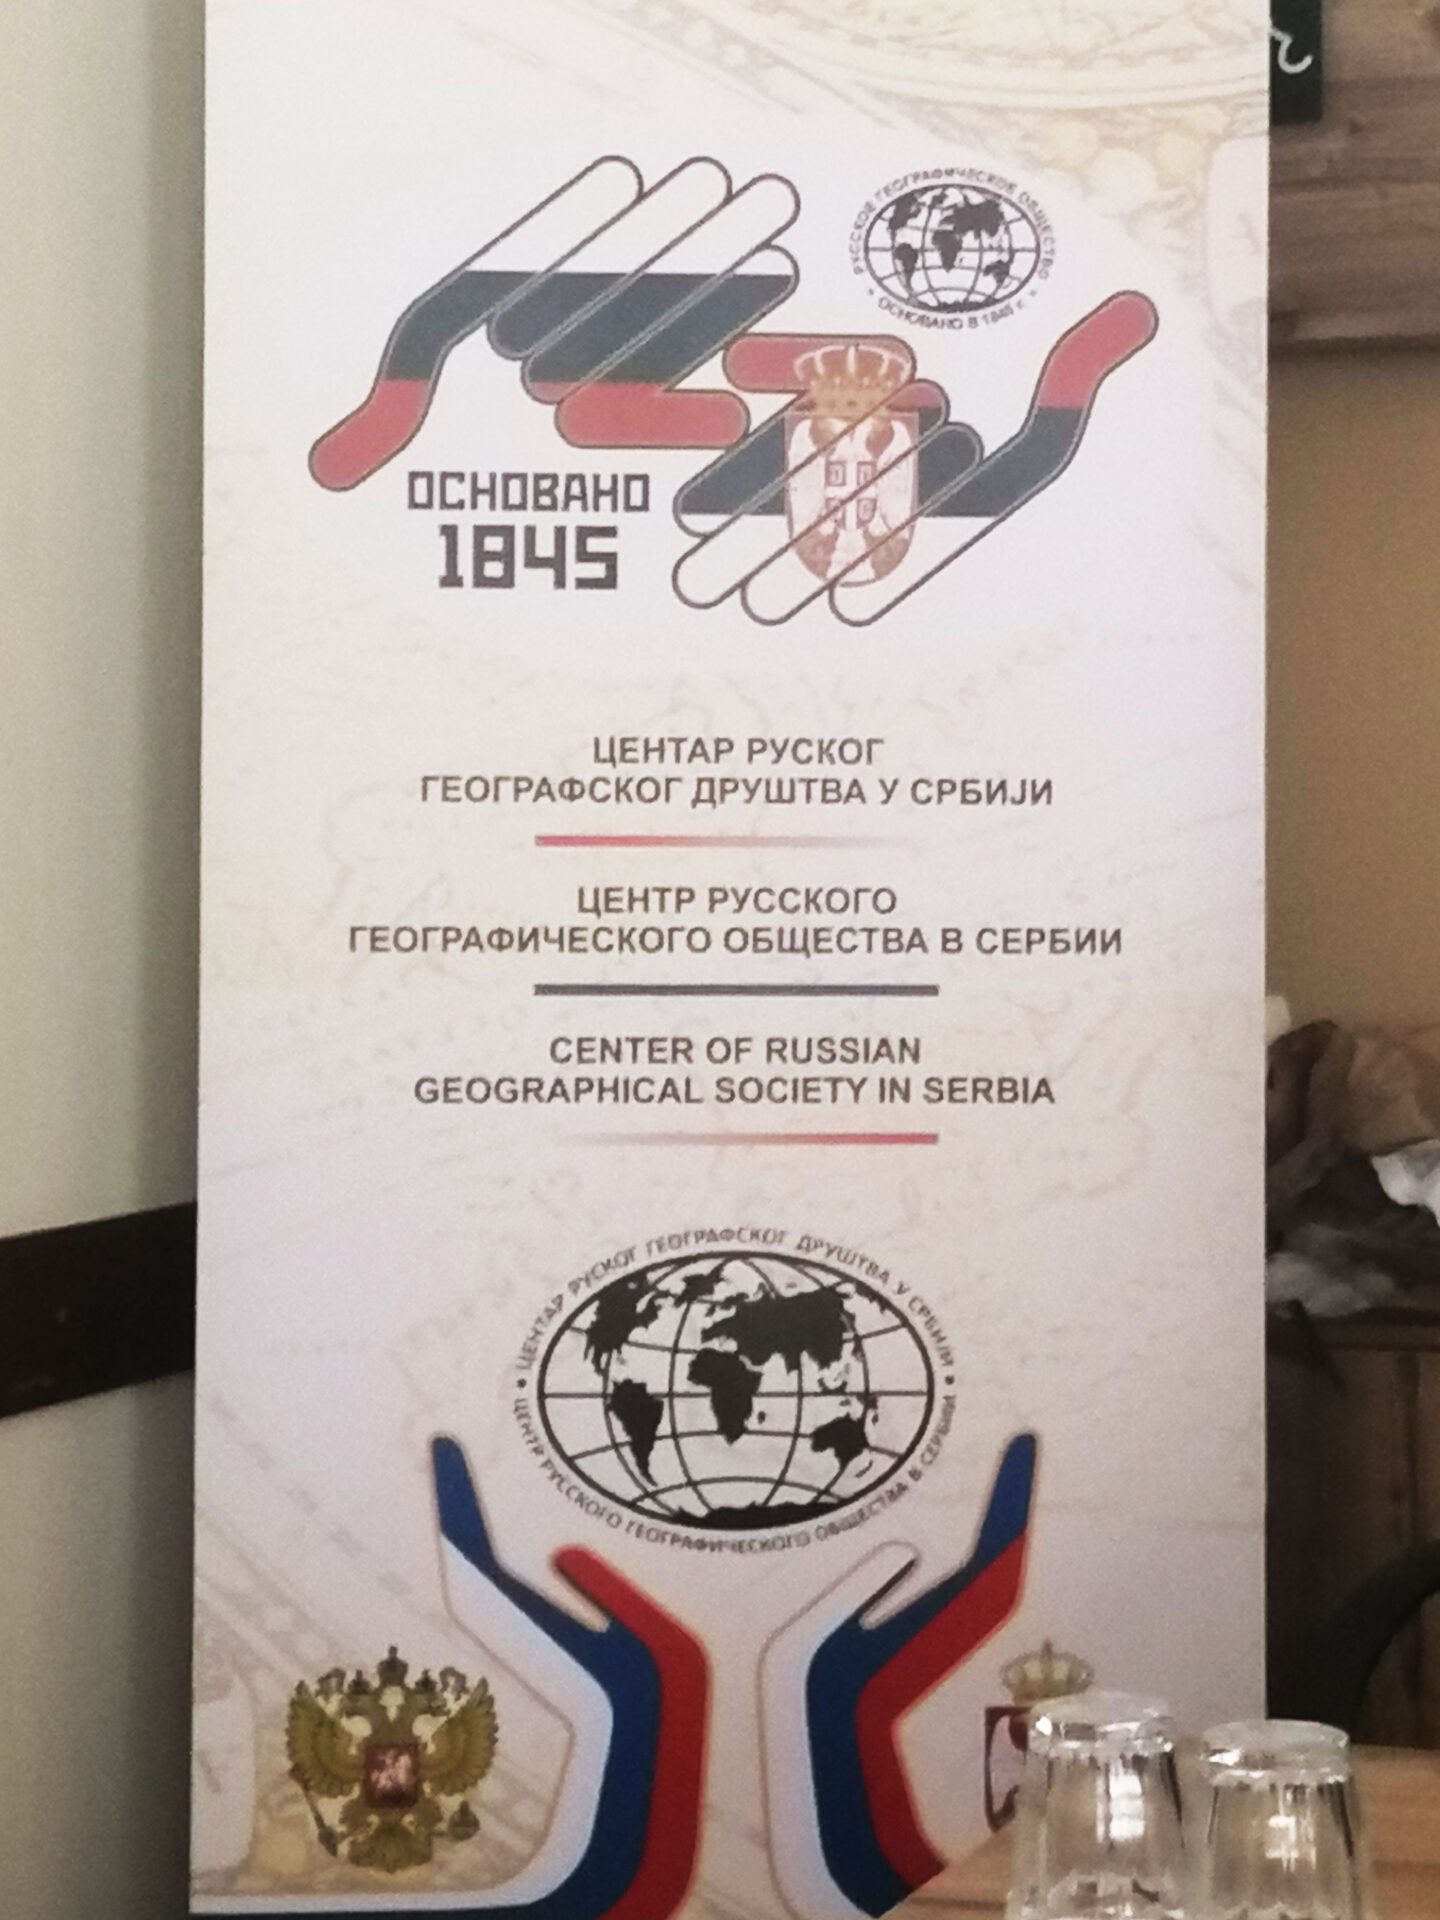 РУССКОЕ ГЕОГРАФИЧЕСКОЕ ОБЩЕСТВО
• ОСНОВАНО В 1845 г. •
ОСНОВАНО
1845
ЦЕНТАР РУСКОГ
ГЕОГРАФСКОГ ДРУШТВА У СРБИЈИ
ЦЕНТР РУССКОГО
ГЕОГРАФИЧЕСКОГО ОБЩЕСТВА В СЕРБИИ
CENTER OF RUSSIAN
GEOGRAPHICAL SOCIETY IN SERBIA
• ЦЕНТАР РУСКОГ ГЕОГРАФСКОГ ДРУШТВА У СРБИЈИ •
ЦЕНТР РУССКОГО ГЕОГРАФИЧЕСКОГО ОБЩЕСТВА В СЕРБИИ